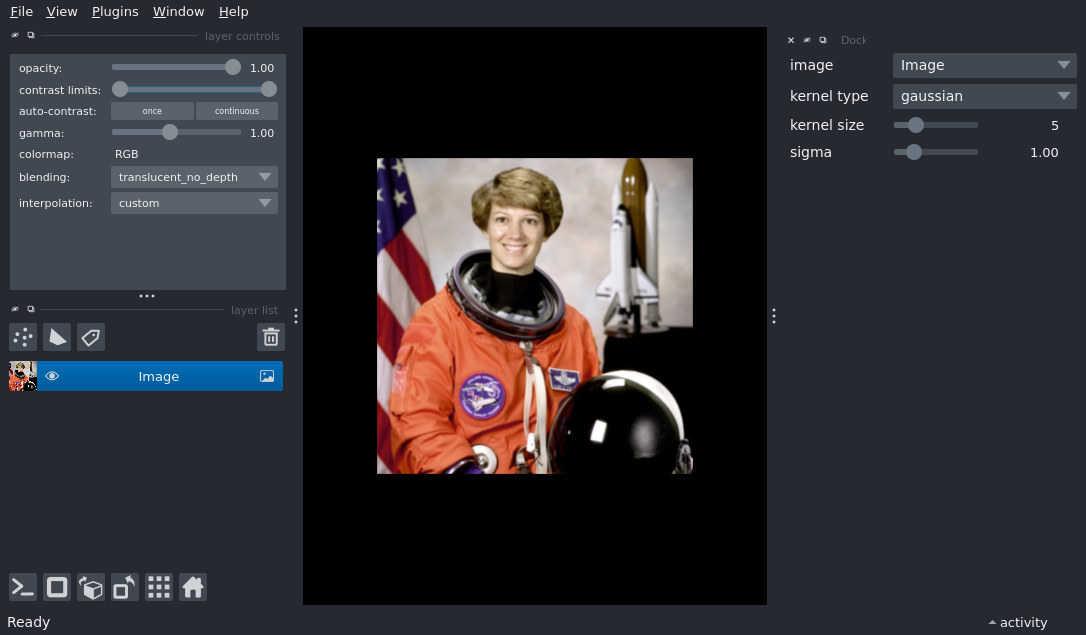 File View Plugins Window Help
layer controls
opacity: 1.00
contrast limits:
auto-contrast: once continuous
gamma: 1.00
colormap: RGB
blending: translucent_no_depth
interpolation: custom
layer list
Image
Dock
image Image
kernel type gaussian
kernel size 5
sigma 1.00
Ready
activity